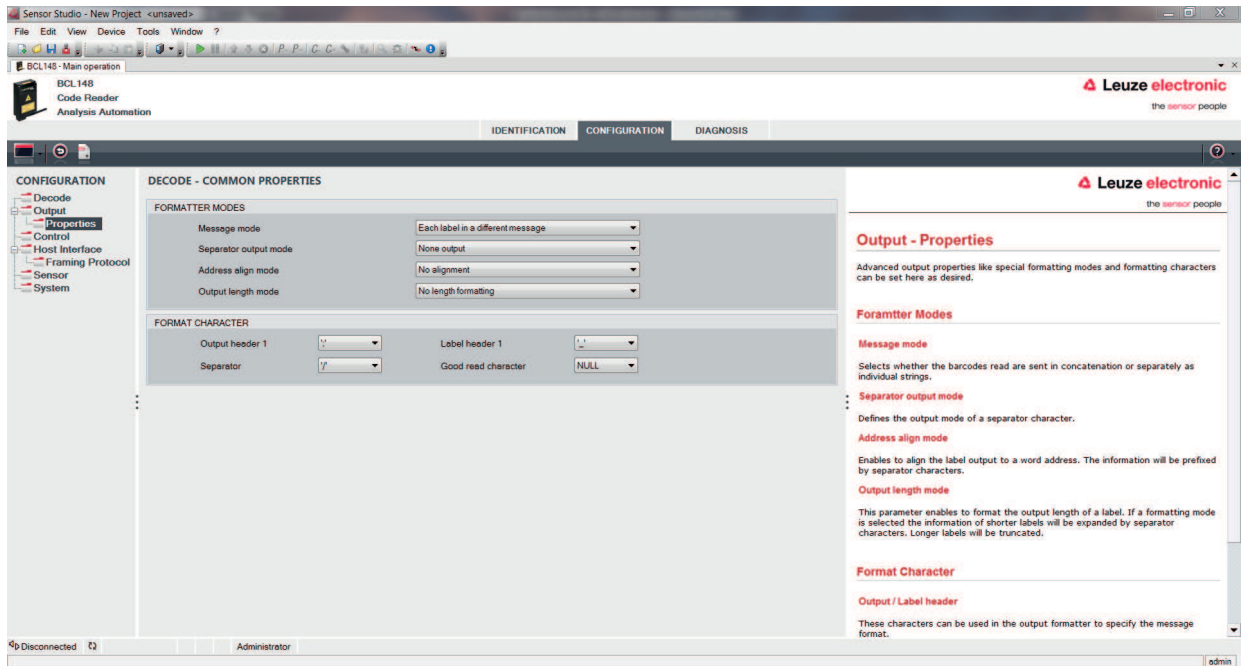 Sensor Studio - New Project <unsaved>
File Edit View Device Tools Window ?
BCL148 - Main operation
BCL148
Code Reader
Analysis Automation
Leuze electronic
the sensor people
IDENTIFICATION CONFIGURATION DIAGNOSIS
CONFIGURATION
Decode
Output
Properties
Control
Host Interface
Framing Protocol
Sensor
System
DECODE - COMMON PROPERTIES
FORMATTER MODES
Message mode Each label in a different message
Separator output mode None output
Address align mode No alignment
Output length mode No length formatting
FORMAT CHARACTER
Output header 1 Label header 1 '_'
Separator Good read character NULL
Leuze electronic
the sensor people
Output - Properties
Advanced output properties like special formatting modes and formatting characters
can be set here as desired.
Foramtter Modes
Message mode
Selects whether the barcodes read are sent in concatenation or separately as
individual strings.
Separator output mode
Defines the output mode of a separator character.
Address align mode
Enables to align the label output to a word address. The information will be prefixed
by separator characters.
Output length mode
This parameter enables to format the output length of a label. If a formatting mode
is selected the information of shorter labels will be expanded by separator
characters. Longer labels will be truncated.
Format Character
Output / Label header
These characters can be used in the output formatter to specify the message
format.
Disconnected Administrator
admin